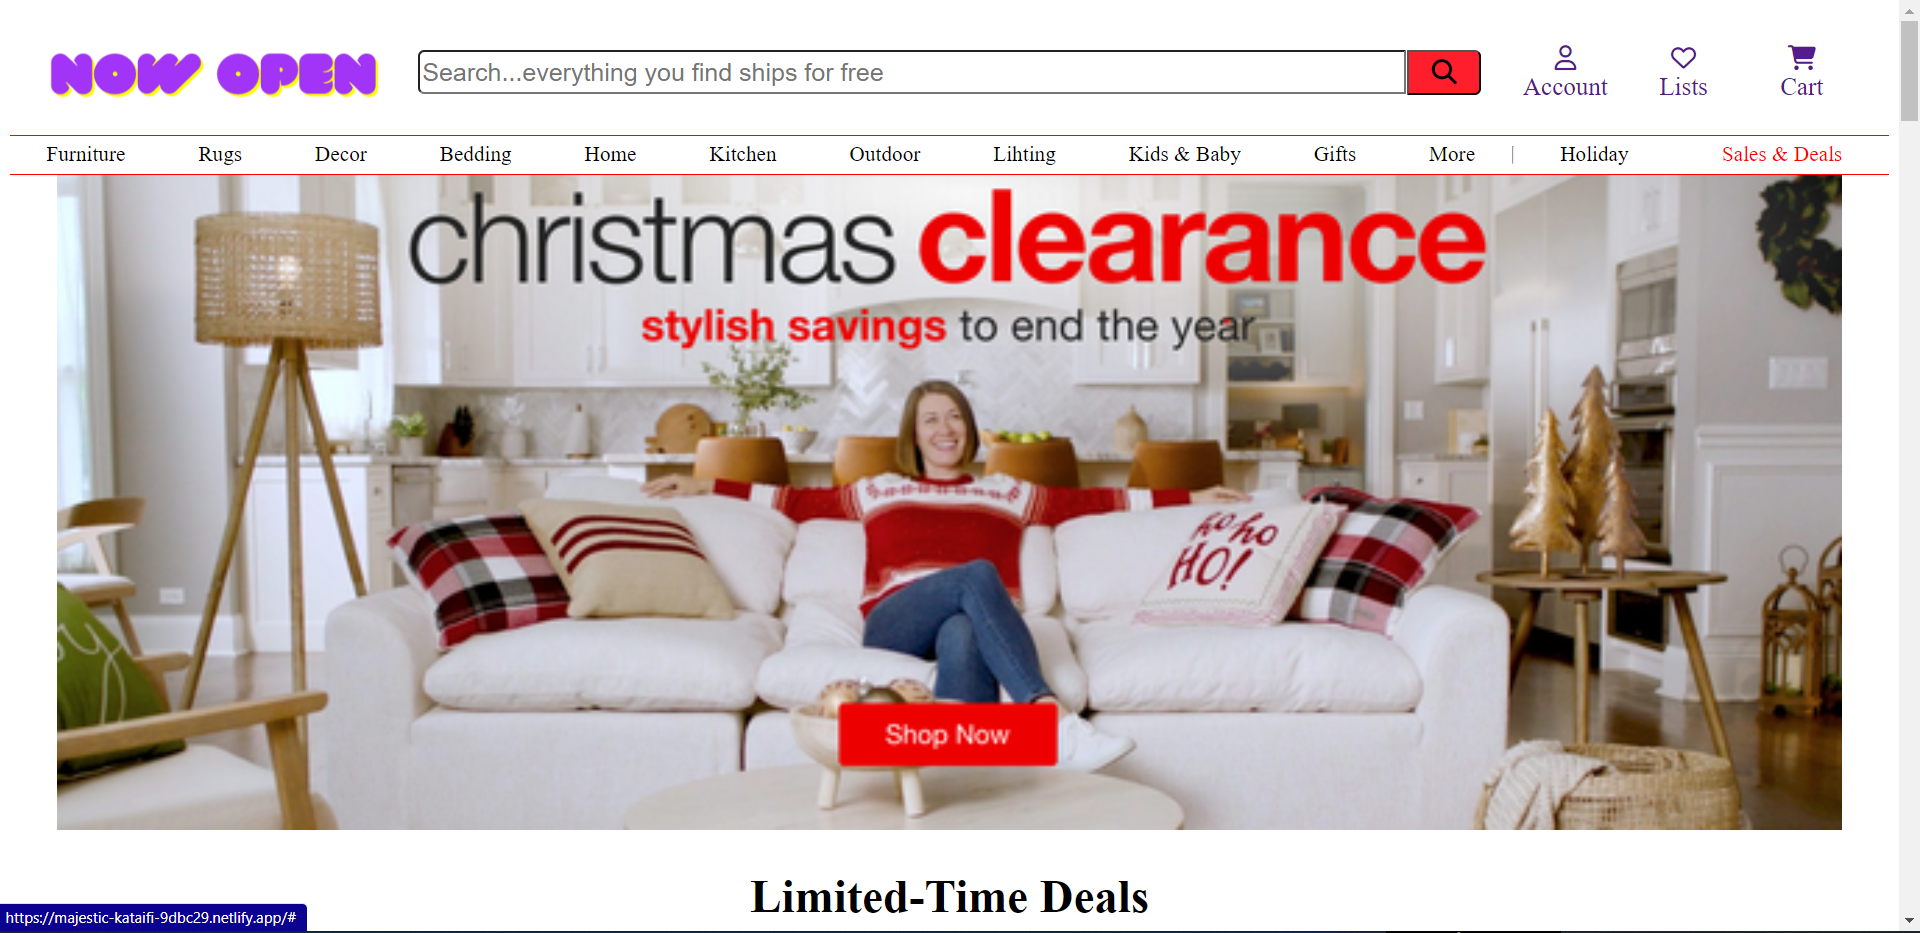 NOW OPEN
Search...everything you find ships for free
Account
Lists
Cart
Furniture
Rugs
Decor
Bedding
Home
Kitchen
Outdoor
Lihting
Kids & Baby
Gifts
More
|
Holiday
Sales & Deals
christmas clearance
stylish savings to end the year
ho ho
HO!
Shop Now
Limited-Time Deals
https://majestic-kataifi-9dbc29.netlify.app/#